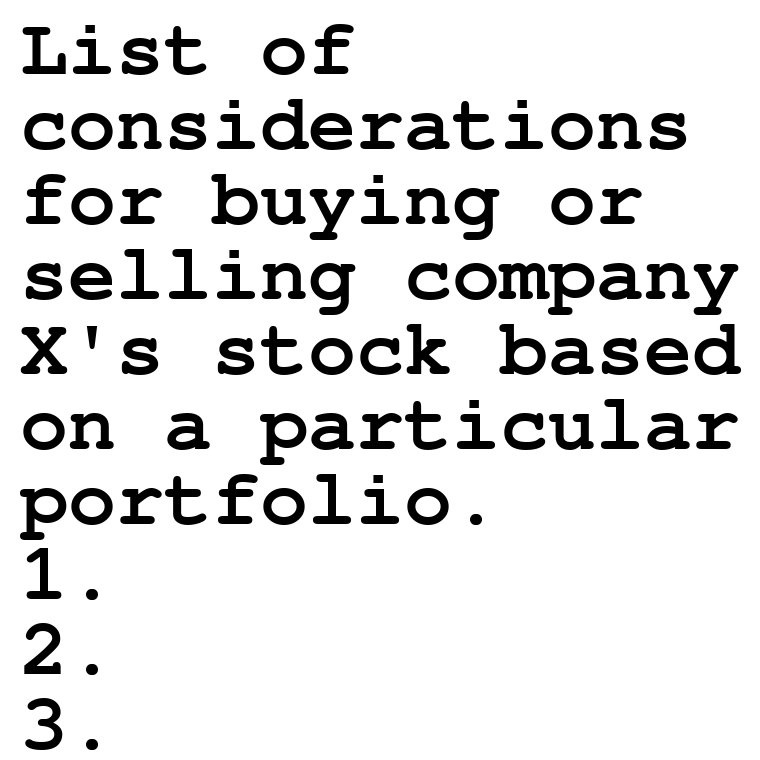 List of
considerations
for buying or
selling company
X's stock based
on a particular
portfolio.
1.
2.
3.